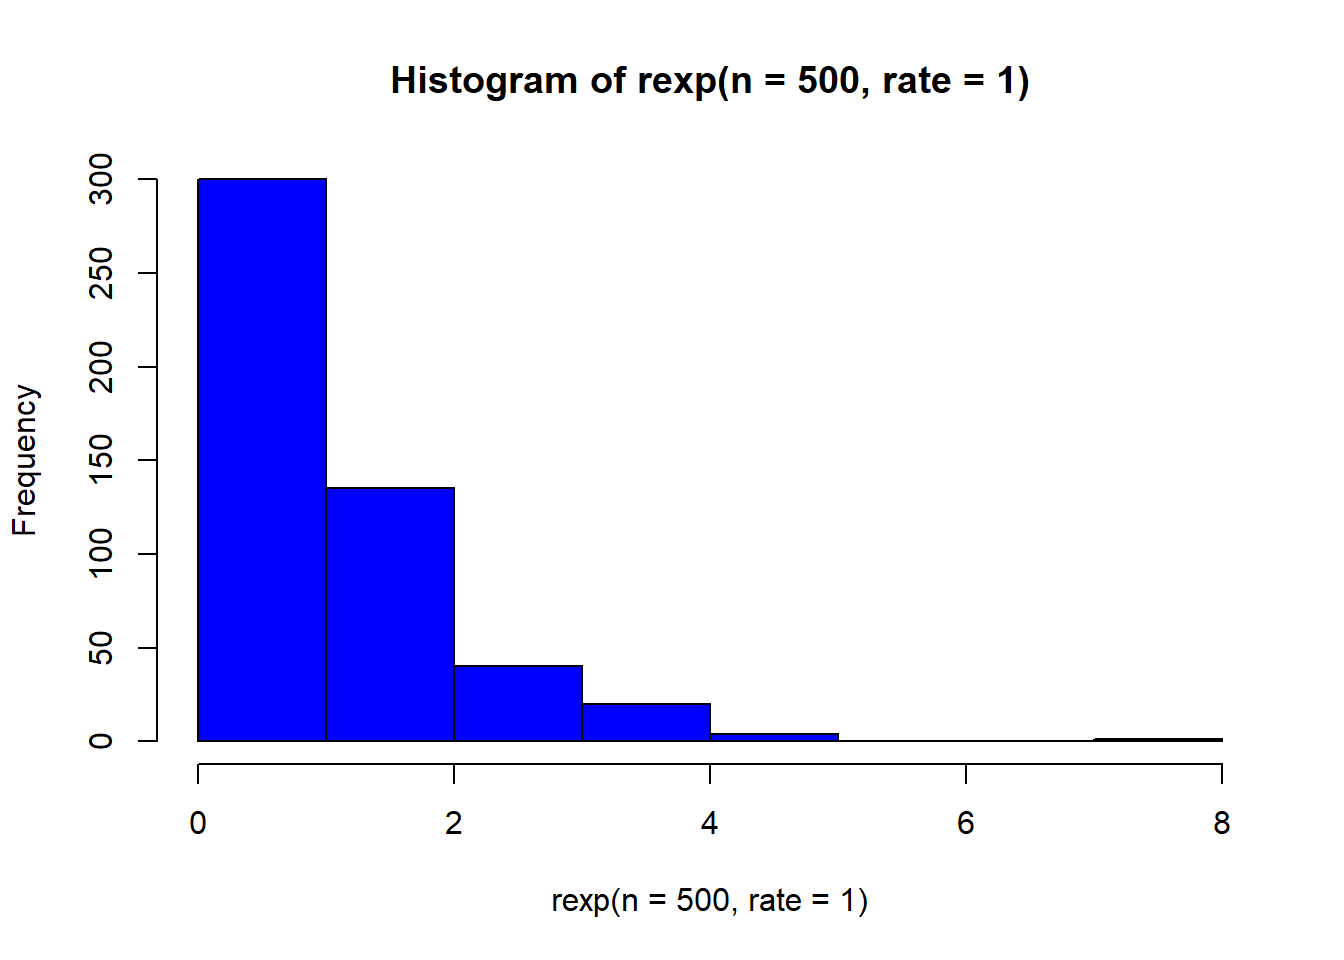 Histogram of rexp(n = 500, rate = 1)
Frequency
300
250
200
150
100
50
0
0 2 4 6 8
rexp(n = 500, rate = 1)